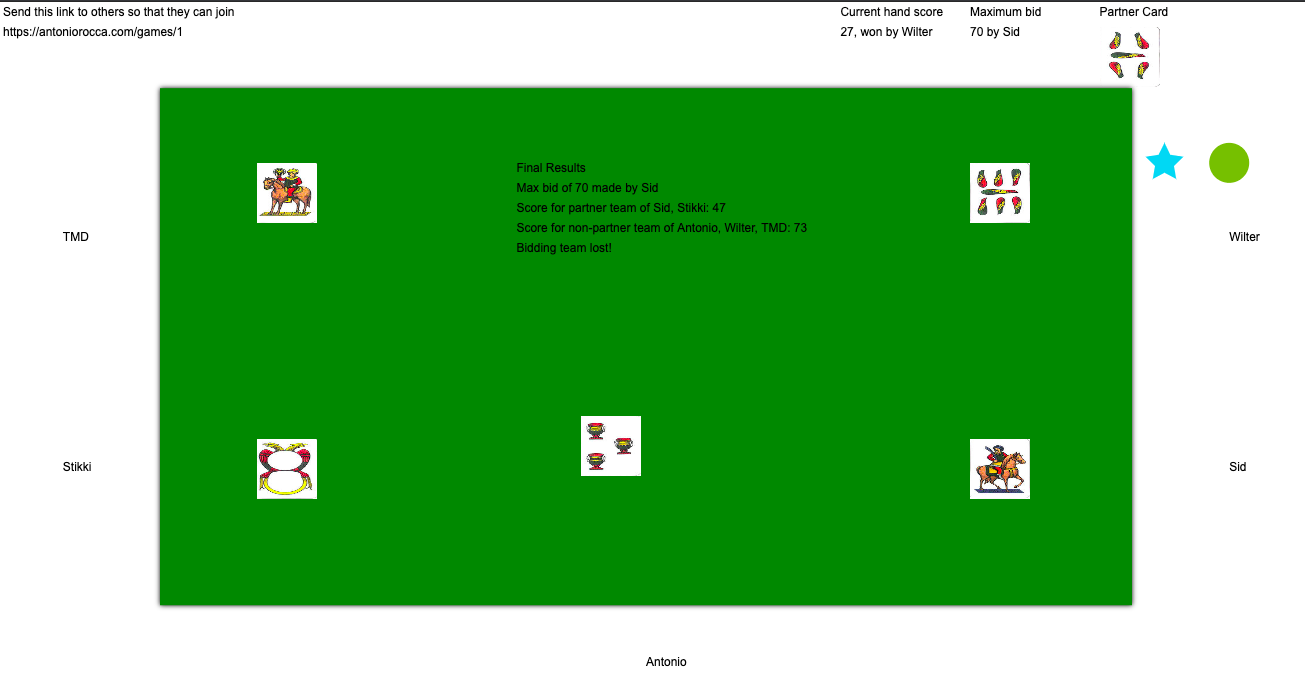 Send this link to others so that they can join
https://antoniorocca.com/games/1
Current hand score
27, won by Wilter
Maximum bid
70 by Sid
Partner Card
Final Results
Max bid of 70 made by Sid
Score for partner team of Sid, Stikki: 47
Score for non-partner team of Antonio, Wilter, TMD: 73
Bidding team lost!
TMD
Wilter
Stikki
Sid
Antonio